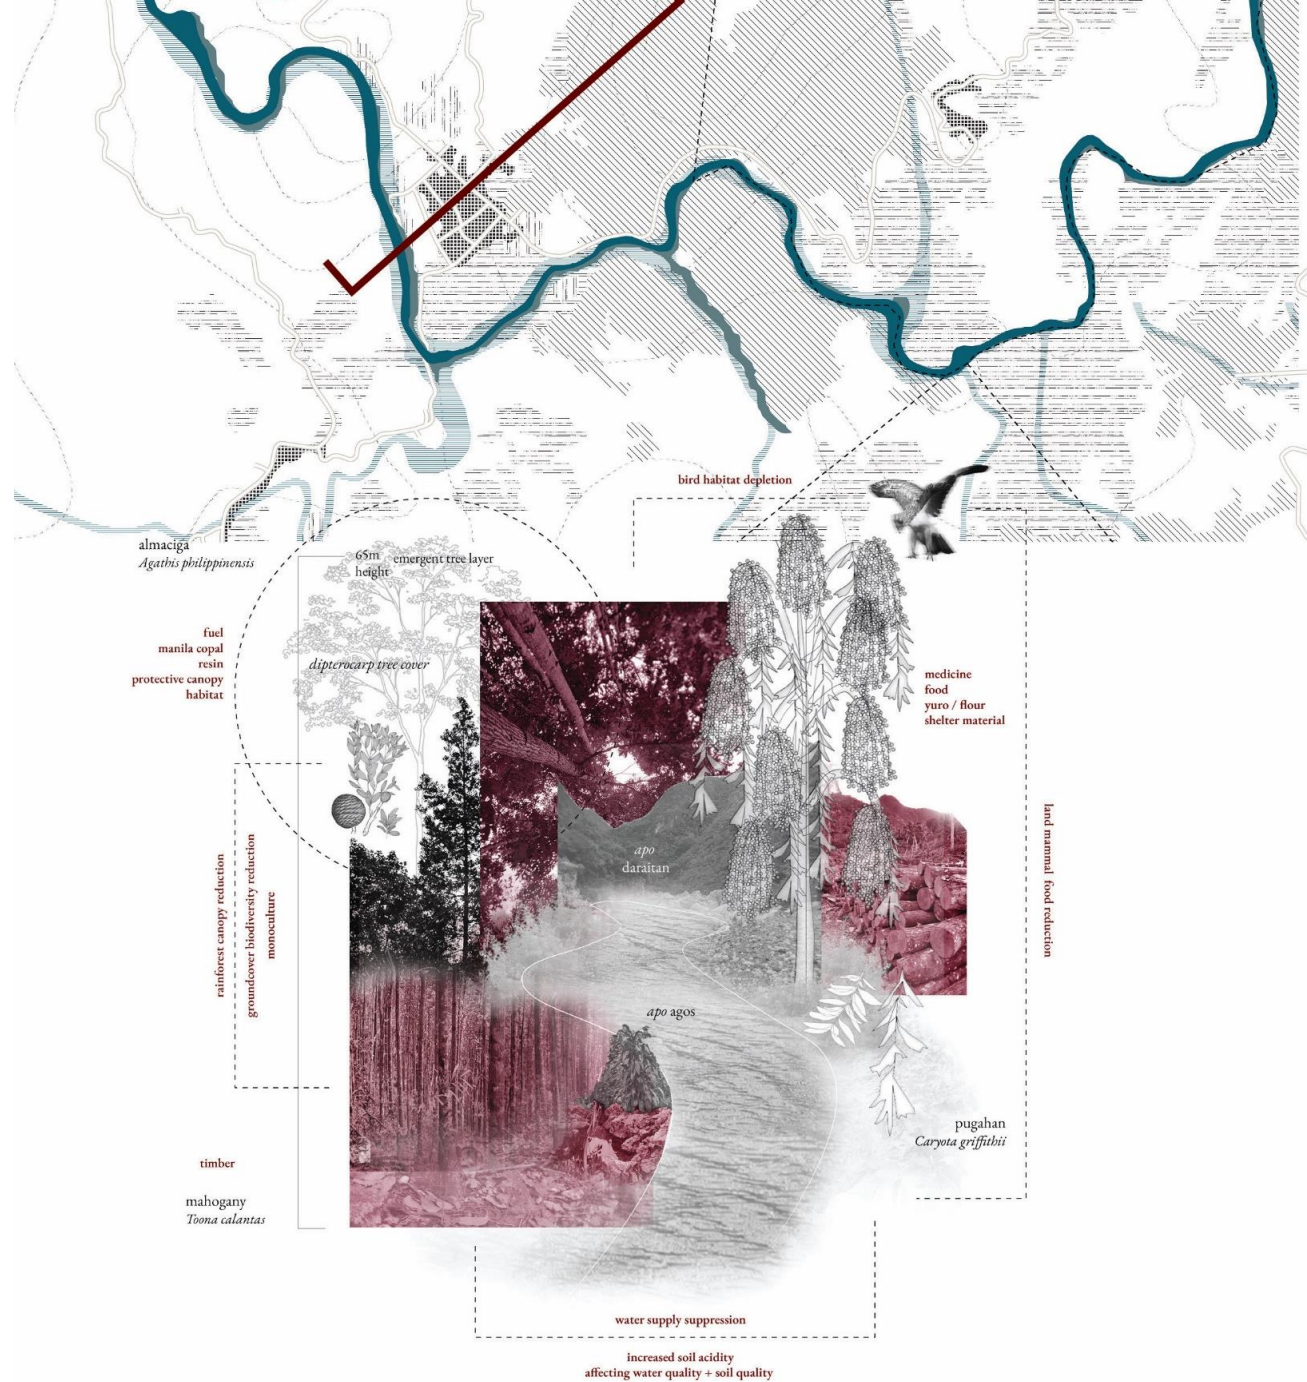 bird habitat depletion
almaciga
Agathis philippinensis
65m
height
emergent tree layer
fuel
manila copal
resin
protective canopy
habitat
dipterocarp tree cover
medicine
food
yuro / flour
shelter material
apo
daraitan
rainforest canopy reduction
groundcover biodiversity reduction
monoculture
land mammal food reduction
apo agos
pugahan
Caryota griffithii
timber
mahogany
Toona calantas
water supply suppression
increased soil acidity
affecting water quality + soil quality